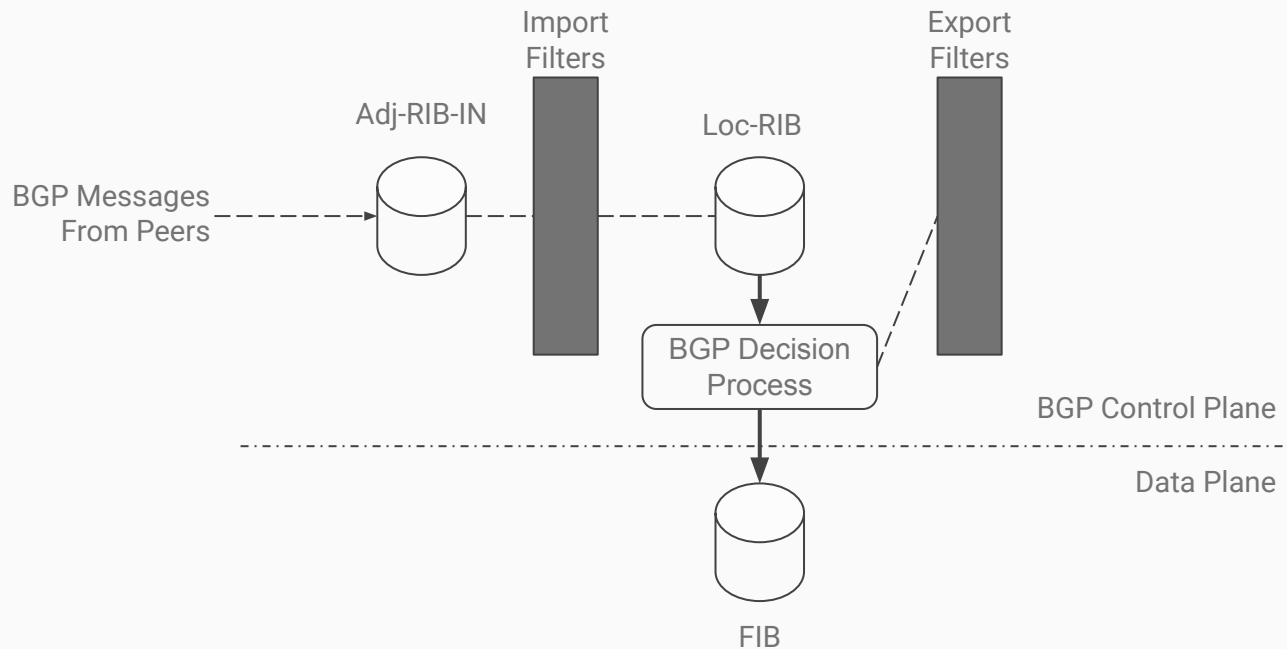 Import
Filters
Export
Filters
Adj-RIB-IN
Loc-RIB
BGP Messages
From Peers
BGP Decision
Process
BGP Control Plane
Data Plane
FIB